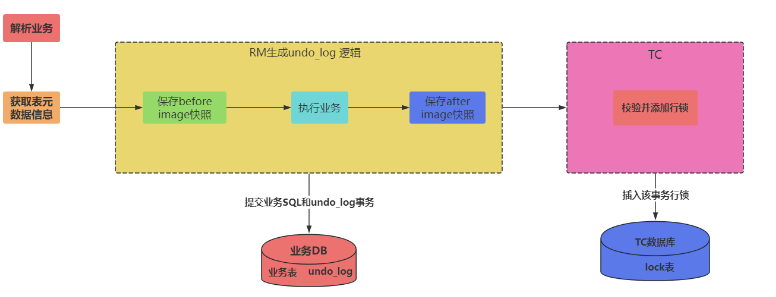 解析业务
获取表元
数据信息
RM生成undo_log 逻辑
保存before
image快照
执行业务
保存after
image快照
TC
校验并添加行锁
提交业务SQL和undo_log事务
插入该事务行锁
业务DB
业务表 undo_log
TC数据库
lock表